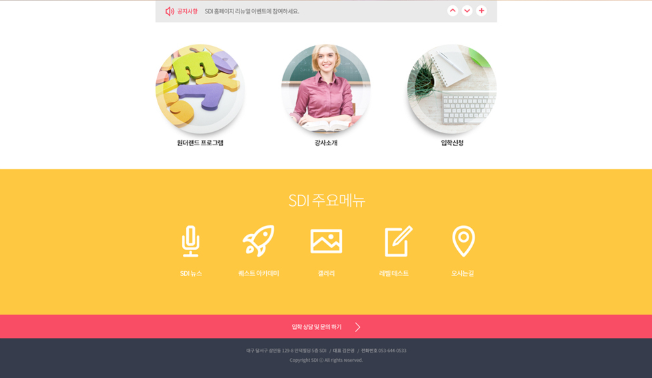 공지사항 SDI 홈페이지 리뉴얼 이벤트에 참여하세요.
원더랜드 프로그램
강사소개
입학신청
SDI 주요메뉴
SDI 뉴스
베스트 아카데미
갤러리
레벨테스트
오시는길
입학 상담 및 문의 하기
Copyright SDI ⓒ All rights reserved.